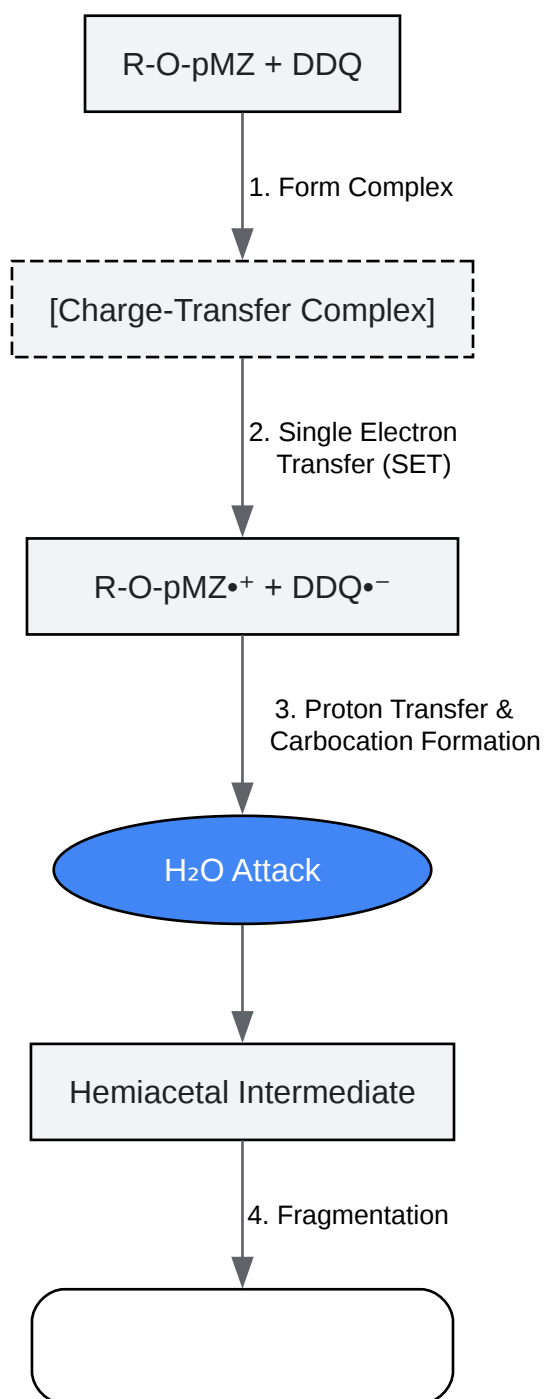 R-O-pMZ + DDQ
1. Form Complex
[Charge-Transfer Complex]
2. Single Electron
Transfer (SET)
R-O-pMZ•⁺ + DDQ•⁻
3. Proton Transfer &
Carbocation Formation
H₂O Attack
Hemiacetal Intermediate
4. Fragmentation